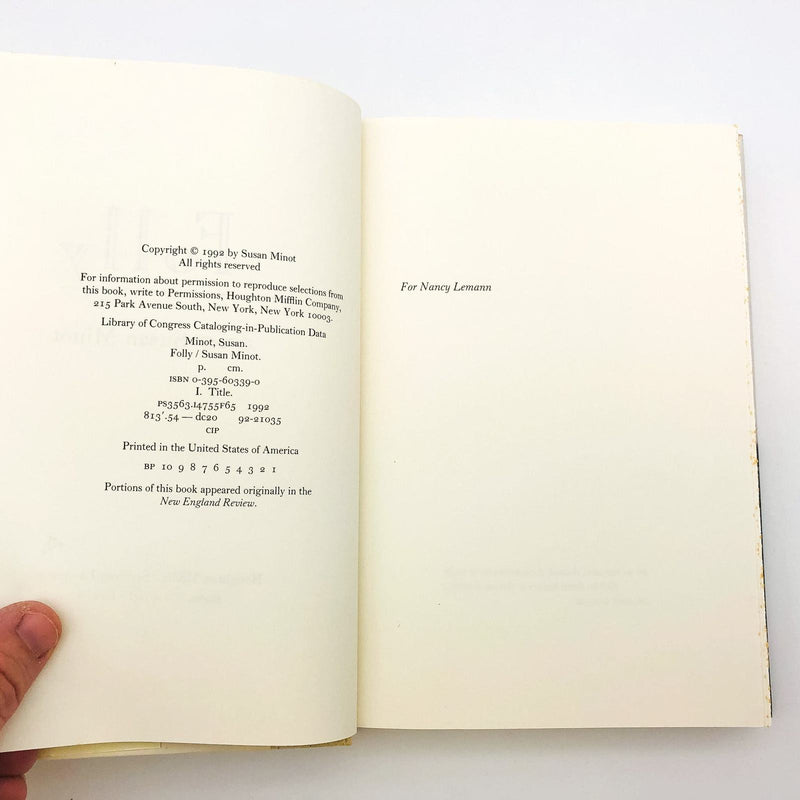 Copyright © 1992 by Susan Minot
All rights reserved
For information about permission to reproduce selections from
this book, write to Permissions, Houghton Mifflin Company,
215 Park Avenue South, New York, New York 10003.
Library of Congress Cataloging-in-Publication Data
Minot, Susan.
Folly / Susan Minot.
p. cm.
ISBN 0-395-60339-0
I. Title.
PS3563.I4755F65 1992
813'.54 — dc20 92-21035
CIP
Printed in the United States of America
BP 10 9 8 7 6 5 4 3 2 1
Portions of this book appeared originally in the
New England Review.
For Nancy Lemann